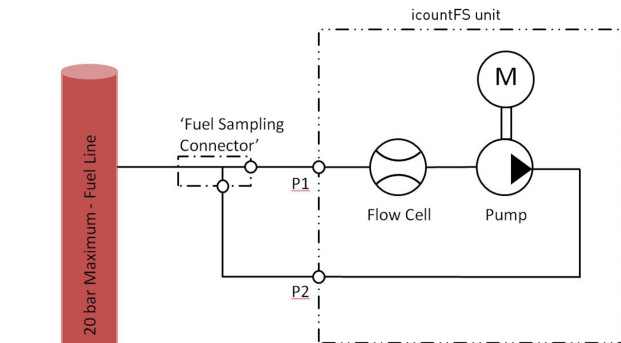 icountFS unit
M
'Fuel Sampling
Connector'
P1
Flow Cell
Pump
P2
20 bar Maximum - Fuel Line